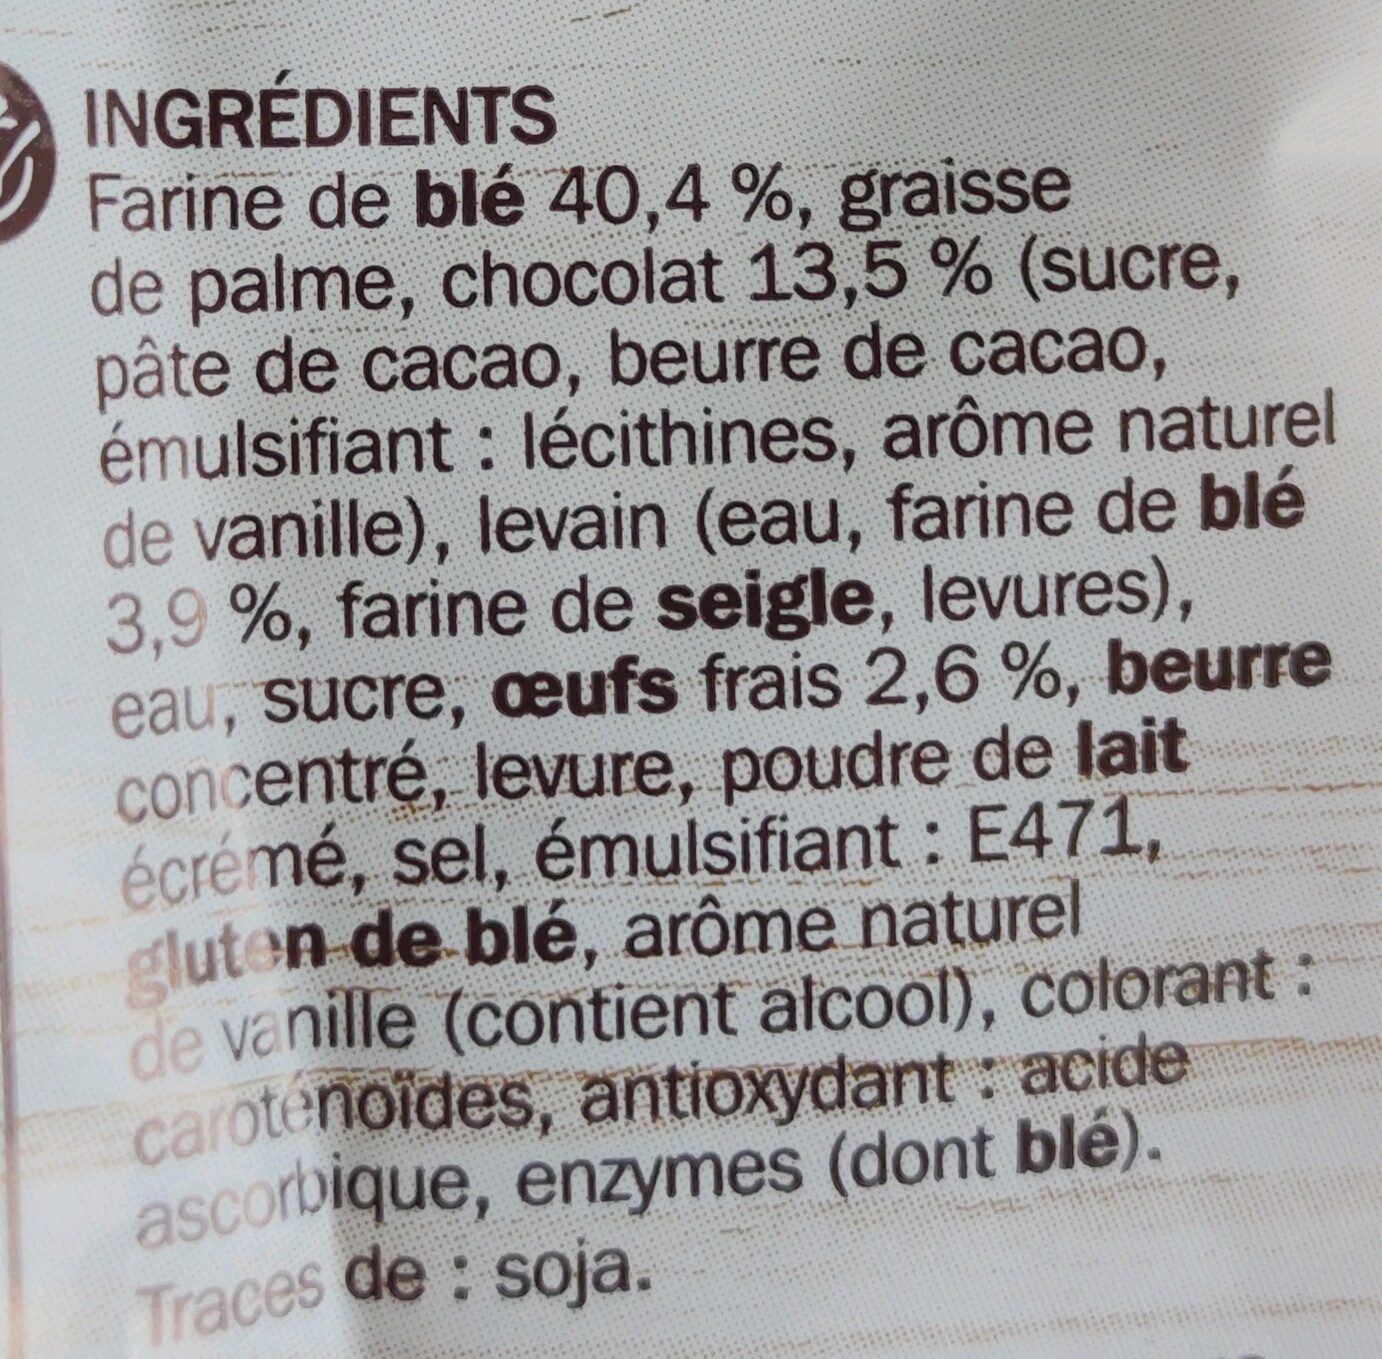 INGRÉDIENTS
Farine de blé 40,4 %, graisse
de palme, chocolat 13,5 % (sucre,
pâte de cacao, beurre de cacao,
émulsifiant : lécithines, arôme naturel
de vanille), levain (eau, farine de blé
3,9 %, farine de seigle, levures),
eau, sucre, œufs frais 2,6 %, beurre
concentré, levure, poudre de lait
écrémé, sel, émulsifiant : E471,
gluten de blé, arôme naturel
de vanille (contient alcool), colorant :
caroténoïdes, antioxydant : acide
ascorbique, enzymes (dont blé).
Traces de : soja.